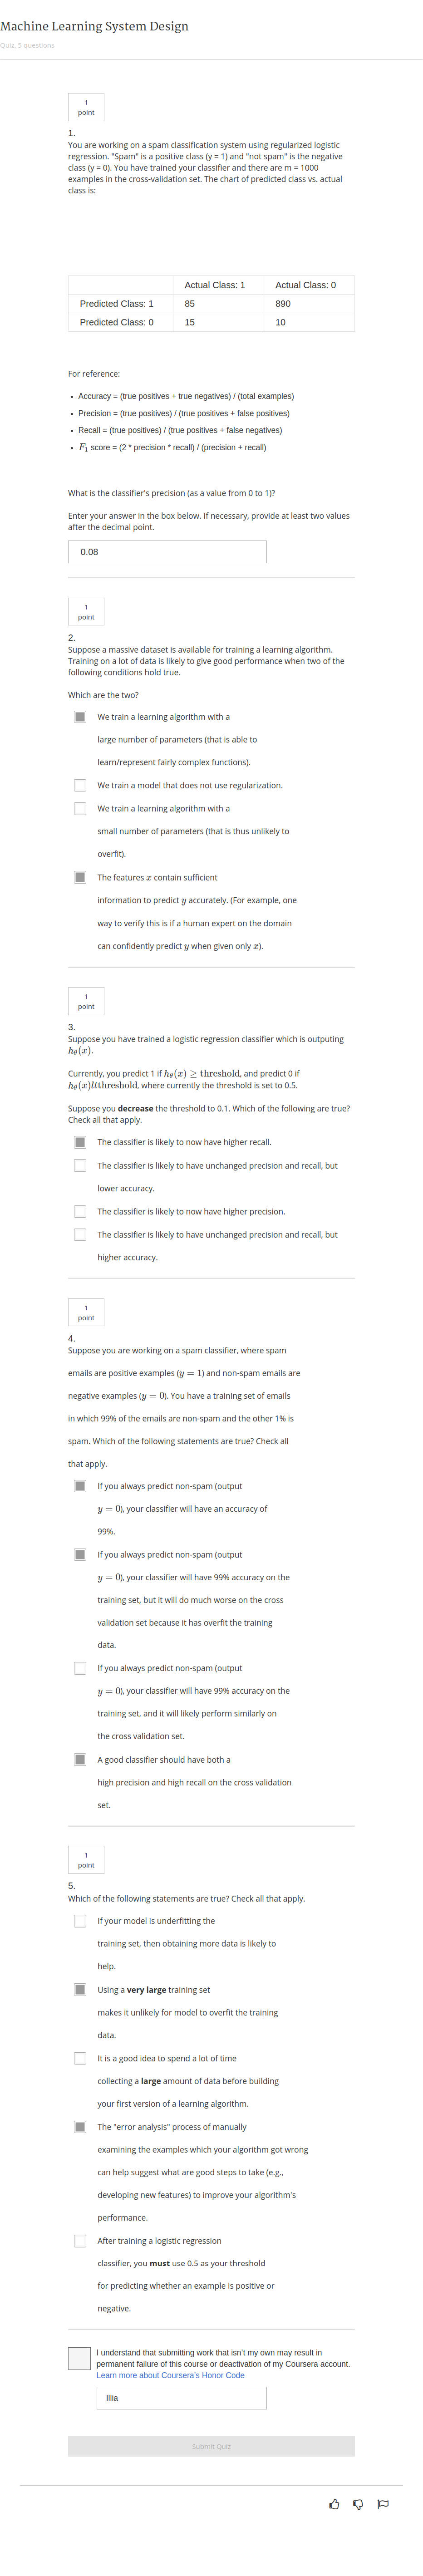 Machine Learning System Design
Quiz, 5 questions
1
point
1.
You are working on a spam classification system using regularized logistic
regression. "Spam" is a positive class (y = 1) and "not spam" is the negative
class (y = 0). You have trained your classifier and there are m = 1000
examples in the cross-validation set. The chart of predicted class vs. actual
class is:
Actual Class: 1 Actual Class: 0
Predicted Class: 1 85 890
Predicted Class: 0 15 10
For reference:
• Accuracy = (true positives + true negatives) / (total examples)
• Precision = (true positives) / (true positives + false positives)
• Recall = (true positives) / (true positives + false negatives)
• F₁ score = (2 * precision * recall) / (precision + recall)
What is the classifier's precision (as a value from 0 to 1)?
Enter your answer in the box below. If necessary, provide at least two values
after the decimal point.
0.08
1
point
2.
Suppose a massive dataset is available for training a learning algorithm.
Training on a lot of data is likely to give good performance when two of the
following conditions hold true.
Which are the two?
We train a learning algorithm with a
large number of parameters (that is able to
learn/represent fairly complex functions).
We train a model that does not use regularization.
We train a learning algorithm with a
small number of parameters (that is thus unlikely to
overfit).
The features x contain sufficient
information to predict y accurately. (For example, one
way to verify this is if a human expert on the domain
can confidently predict y when given only x).
1
point
3.
Suppose you have trained a logistic regression classifier which is outputing
hθ(x).
Currently, you predict 1 if hθ(x) ≥ threshold, and predict 0 if
hθ(x)ltthreshold, where currently the threshold is set to 0.5.
Suppose you decrease the threshold to 0.1. Which of the following are true?
Check all that apply.
The classifier is likely to now have higher recall.
The classifier is likely to have unchanged precision and recall, but
lower accuracy.
The classifier is likely to now have higher precision.
The classifier is likely to have unchanged precision and recall, but
higher accuracy.
1
point
4.
Suppose you are working on a spam classifier, where spam
emails are positive examples (y = 1) and non-spam emails are
negative examples (y = 0). You have a training set of emails
in which 99% of the emails are non-spam and the other 1% is
spam. Which of the following statements are true? Check all
that apply.
If you always predict non-spam (output
y = 0), your classifier will have an accuracy of
99%.
If you always predict non-spam (output
y = 0), your classifier will have 99% accuracy on the
training set, but it will do much worse on the cross
validation set because it has overfit the training
data.
If you always predict non-spam (output
y = 0), your classifier will have 99% accuracy on the
training set, and it will likely perform similarly on
the cross validation set.
A good classifier should have both a
high precision and high recall on the cross validation
set.
1
point
5.
Which of the following statements are true? Check all that apply.
If your model is underfitting the
training set, then obtaining more data is likely to
help.
Using a very large training set
makes it unlikely for model to overfit the training
data.
It is a good idea to spend a lot of time
collecting a large amount of data before building
your first version of a learning algorithm.
The "error analysis" process of manually
examining the examples which your algorithm got wrong
can help suggest what are good steps to take (e.g.,
developing new features) to improve your algorithm's
performance.
After training a logistic regression
classifier, you must use 0.5 as your threshold
for predicting whether an example is positive or
negative.
I understand that submitting work that isn't my own may result in
permanent failure of this course or deactivation of my Coursera account.
Learn more about Coursera's Honor Code
Illia
Submit Quiz